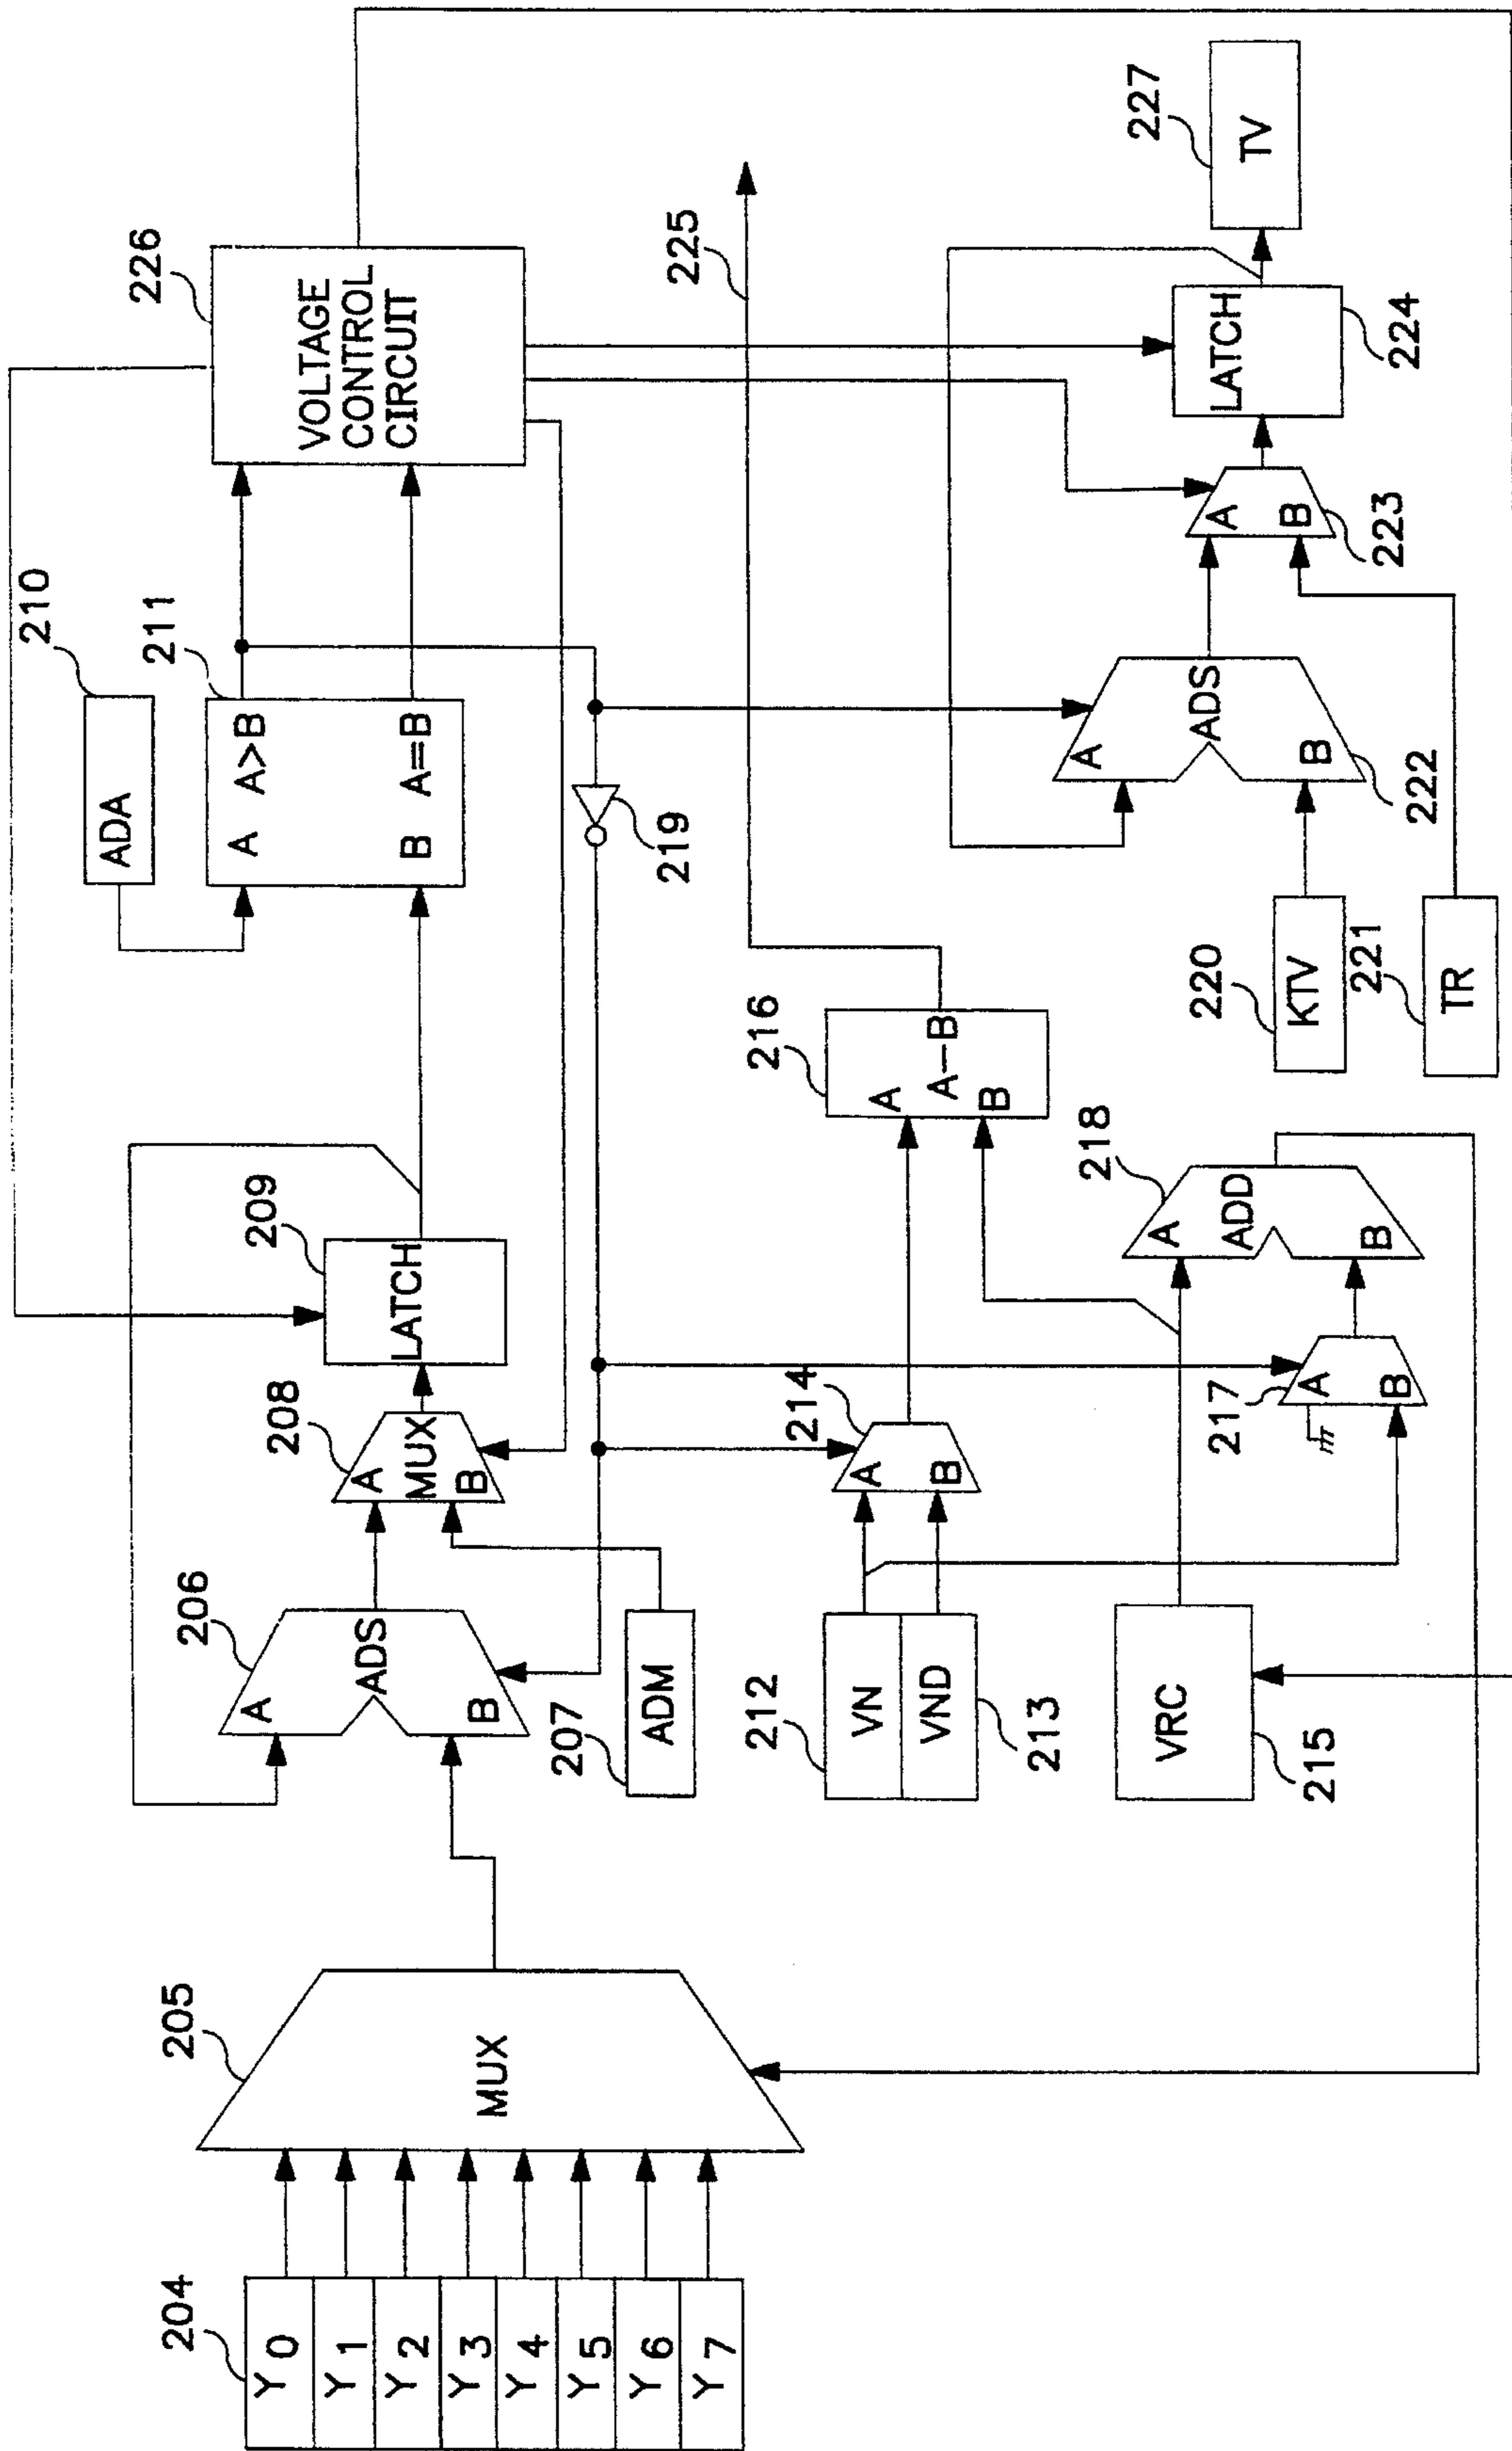 204
Y0
Y1
Y2
Y3
Y4
Y5
Y6
Y7
205
MUX
206
A
ADS
B
207
ADM
208
A
MUX
B
209
LATCH
210
ADA
211
A A>B
B A=B
226
VOLTAGE
CONTROL
CIRCUIT
212
VN
VND
213
214
A
B
215
VRC
216
A
A—B
B
217
A
B
218
A
ADD
B
219
220
KTV
221
TR
A
ADS
B
222
A
B
223
LATCH
224
225
227
TV